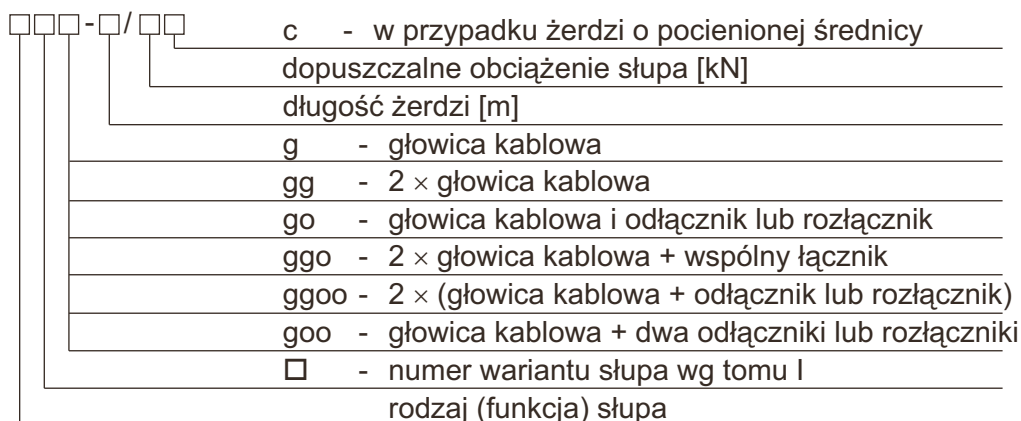 □□□-□/□□ c - w przypadku żerdzi o pocienionej średnicy
dopuszczalne obciążenie słupa [kN]
długość żerdzi [m]
g - głowica kablowa
gg - 2 × głowica kablowa
go - głowica kablowa i odłącznik lub rozłącznik
ggo - 2 × głowica kablowa + wspólny łącznik
ggoo - 2 × (głowica kablowa + odłącznik lub rozłącznik)
goo - głowica kablowa + dwa odłączniki lub rozłączniki
□ - numer wariantu słupa wg tomu I
rodzaj (funkcja) słupa